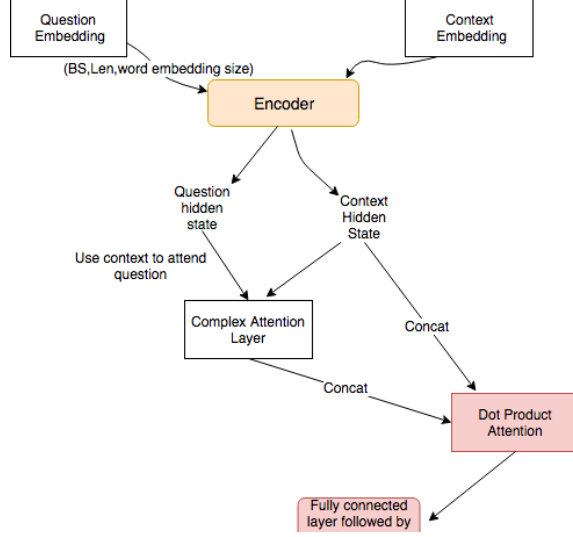 Question
Embedding
Context
Embedding
(BS,Len,word embedding size)
Encoder
Question
hidden
state
Context
Hidden
State
Use context to attend
question
Complex Attention
Layer
Concat
Concat
Dot Product
Attention
Fully connected
layer followed by